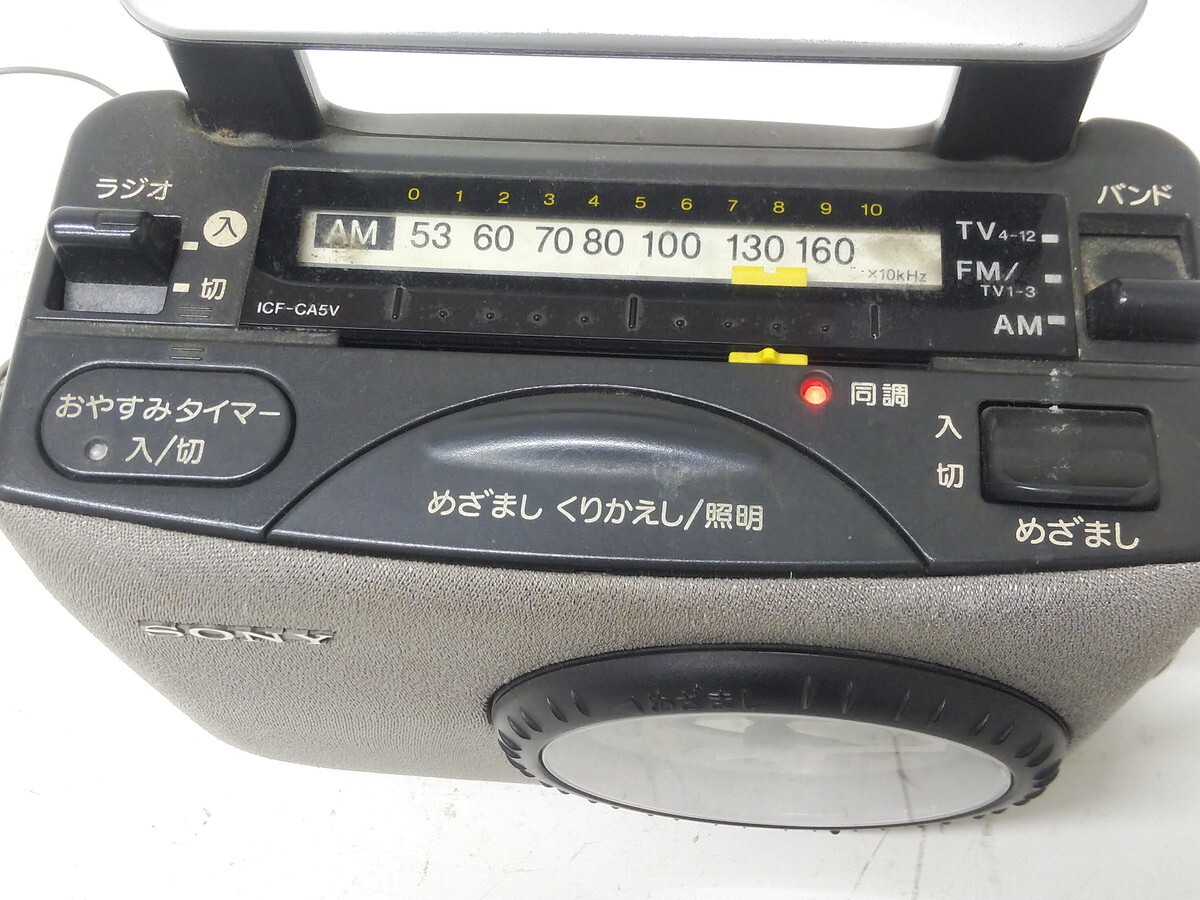 ラジオ
入
切
0 1 2 3 4 5 6 7 8 9 10
AM 53 60 70 80 100 130 160
×10kHz
ICF-CA5V
バンド
TV4-12
FM/
TV1-3
AM
おやすみタイマー
入/切
同調
めざまし くりかえし/照明
入
切
めざまし
SONY
めざまし